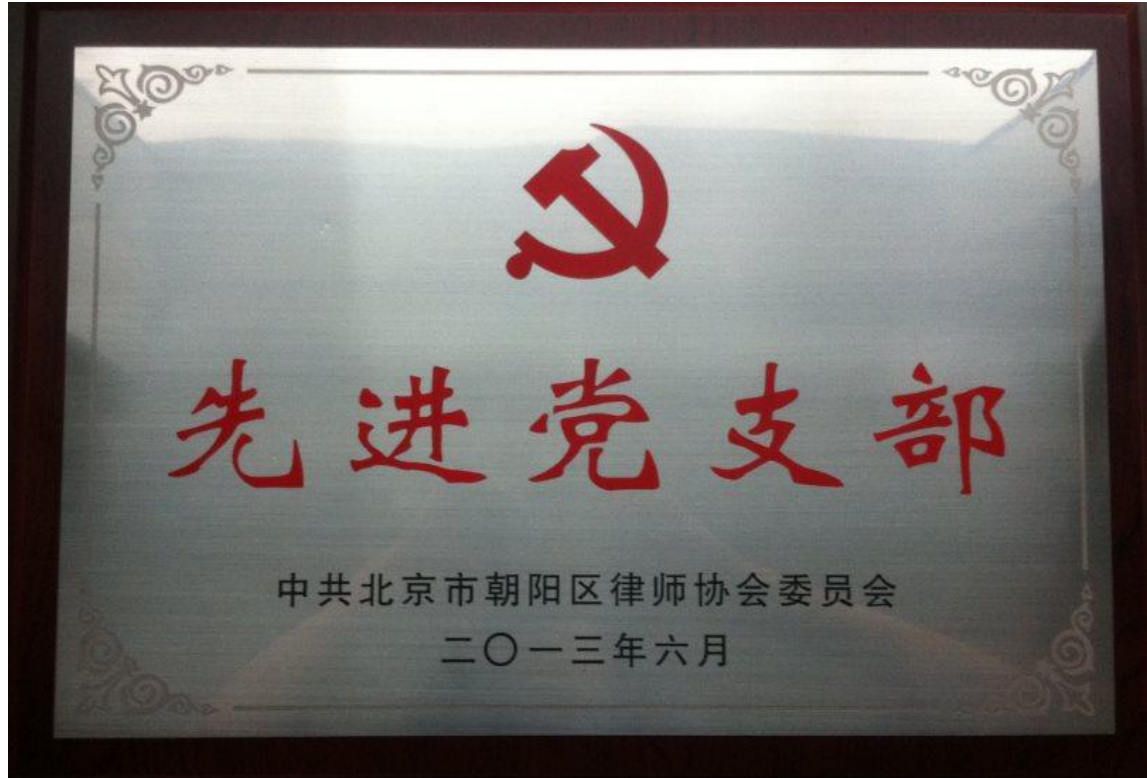 先进党支部
中共北京市朝阳区律师协会委员会
二〇一三年六月